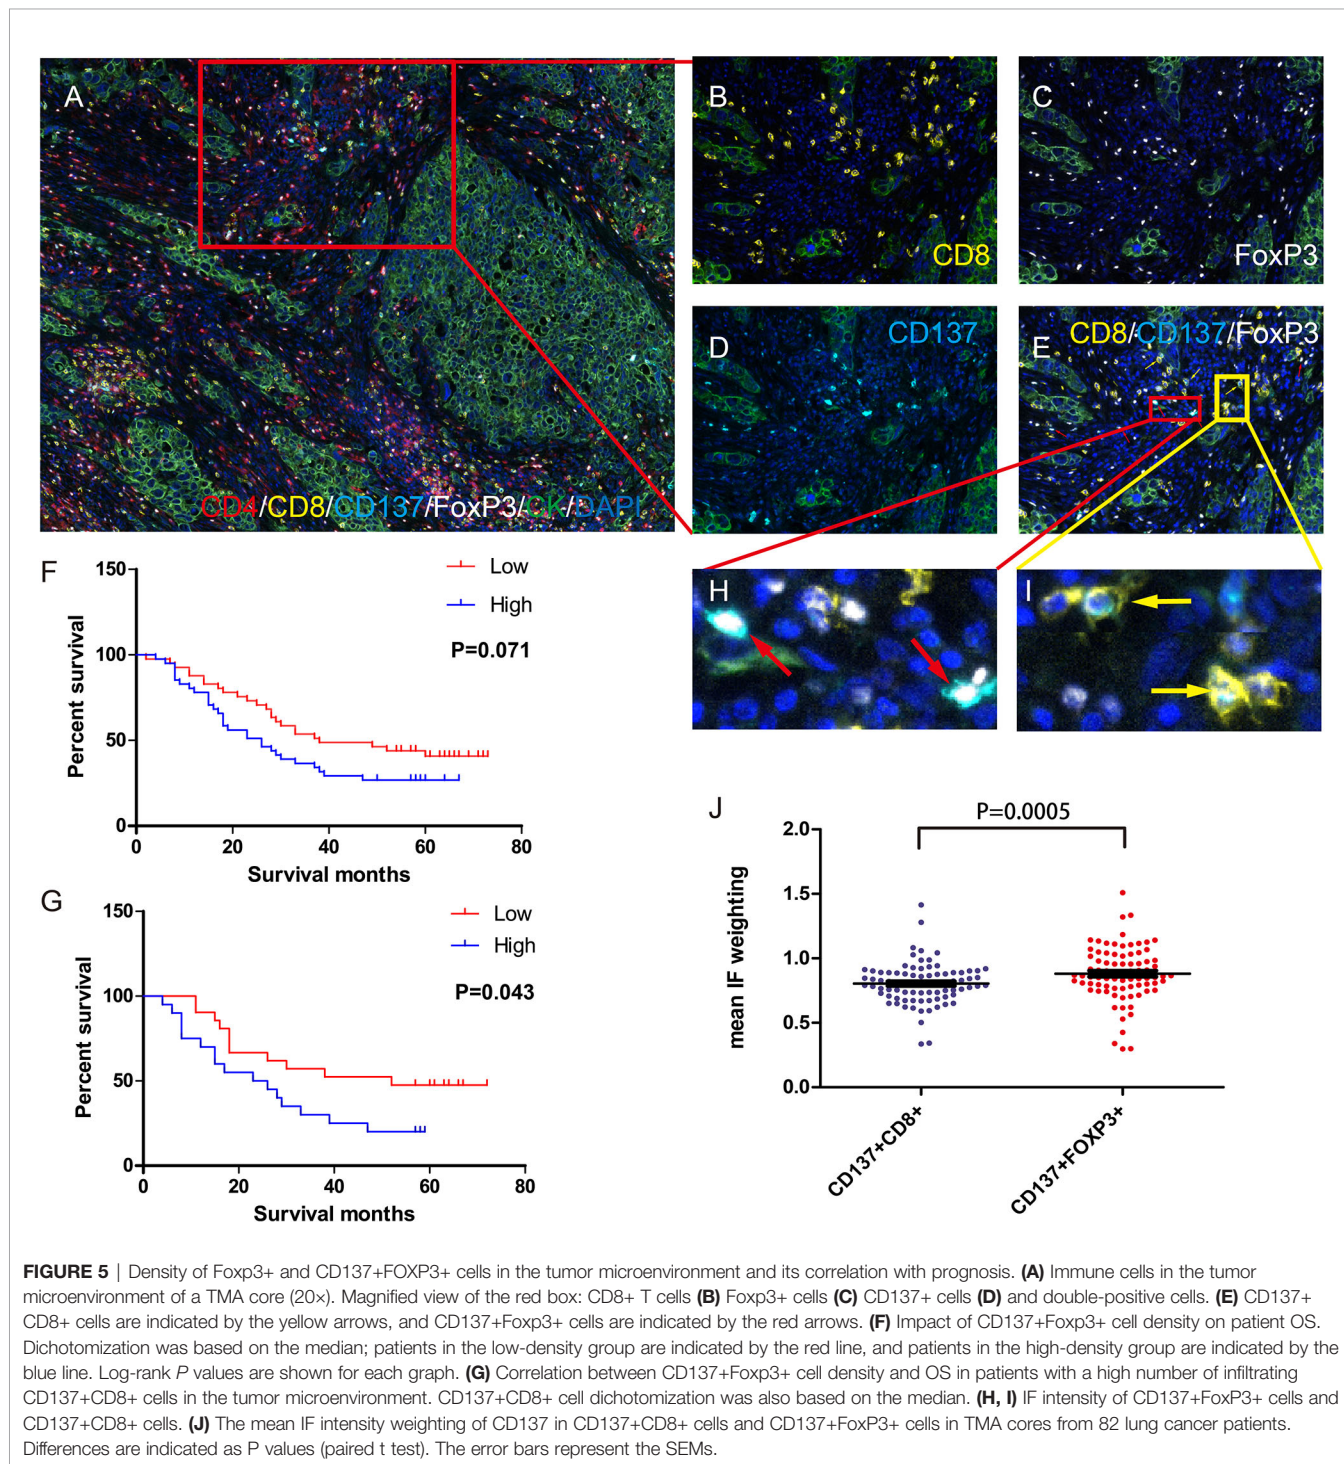 A
CD4/CD8/CD137/FoxP3/CK/DAPI
B
CD8
C
FoxP3
D
CD137
E
CD8/CD137/FoxP3
F
150
100
50
0
0 20 40 60 80
Percent survival
Survival months
Low
High
P=0.071
H
I
G
150
100
50
0
0 20 40 60 80
Percent survival
Survival months
Low
High
P=0.043
J
P=0.0005
2.0
1.5
1.0
0.5
0.0
mean IF weighting
CD137+CD8+
CD137+FOXP3+
FIGURE 5 | Density of Foxp3+ and CD137+FOXP3+ cells in the tumor microenvironment and its correlation with prognosis. (A) Immune cells in the tumor
microenvironment of a TMA core (20×). Magnified view of the red box: CD8+ T cells (B) Foxp3+ cells (C) CD137+ cells (D) and double-positive cells. (E) CD137+
CD8+ cells are indicated by the yellow arrows, and CD137+Foxp3+ cells are indicated by the red arrows. (F) Impact of CD137+Foxp3+ cell density on patient OS.
Dichotomization was based on the median; patients in the low-density group are indicated by the red line, and patients in the high-density group are indicated by the
blue line. Log-rank P values are shown for each graph. (G) Correlation between CD137+Foxp3+ cell density and OS in patients with a high number of infiltrating
CD137+CD8+ cells in the tumor microenvironment. CD137+CD8+ cell dichotomization was also based on the median. (H, I) IF intensity of CD137+FoxP3+ cells and
CD137+CD8+ cells. (J) The mean IF intensity weighting of CD137 in CD137+CD8+ cells and CD137+FoxP3+ cells in TMA cores from 82 lung cancer patients.
Differences are indicated as P values (paired t test). The error bars represent the SEMs.